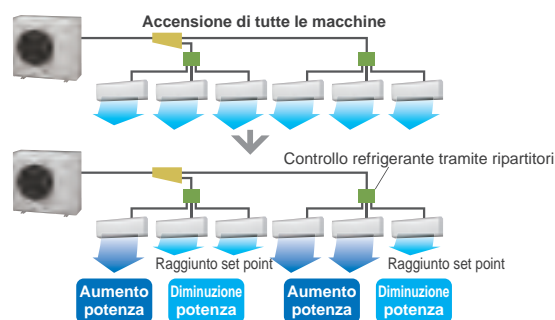 Accensione di tutte le macchine
Controllo refrigerante tramite ripartitori
Raggiunto set point
Raggiunto set point
Aumento
potenza
Diminuzione
potenza
Aumento
potenza
Diminuzione
potenza